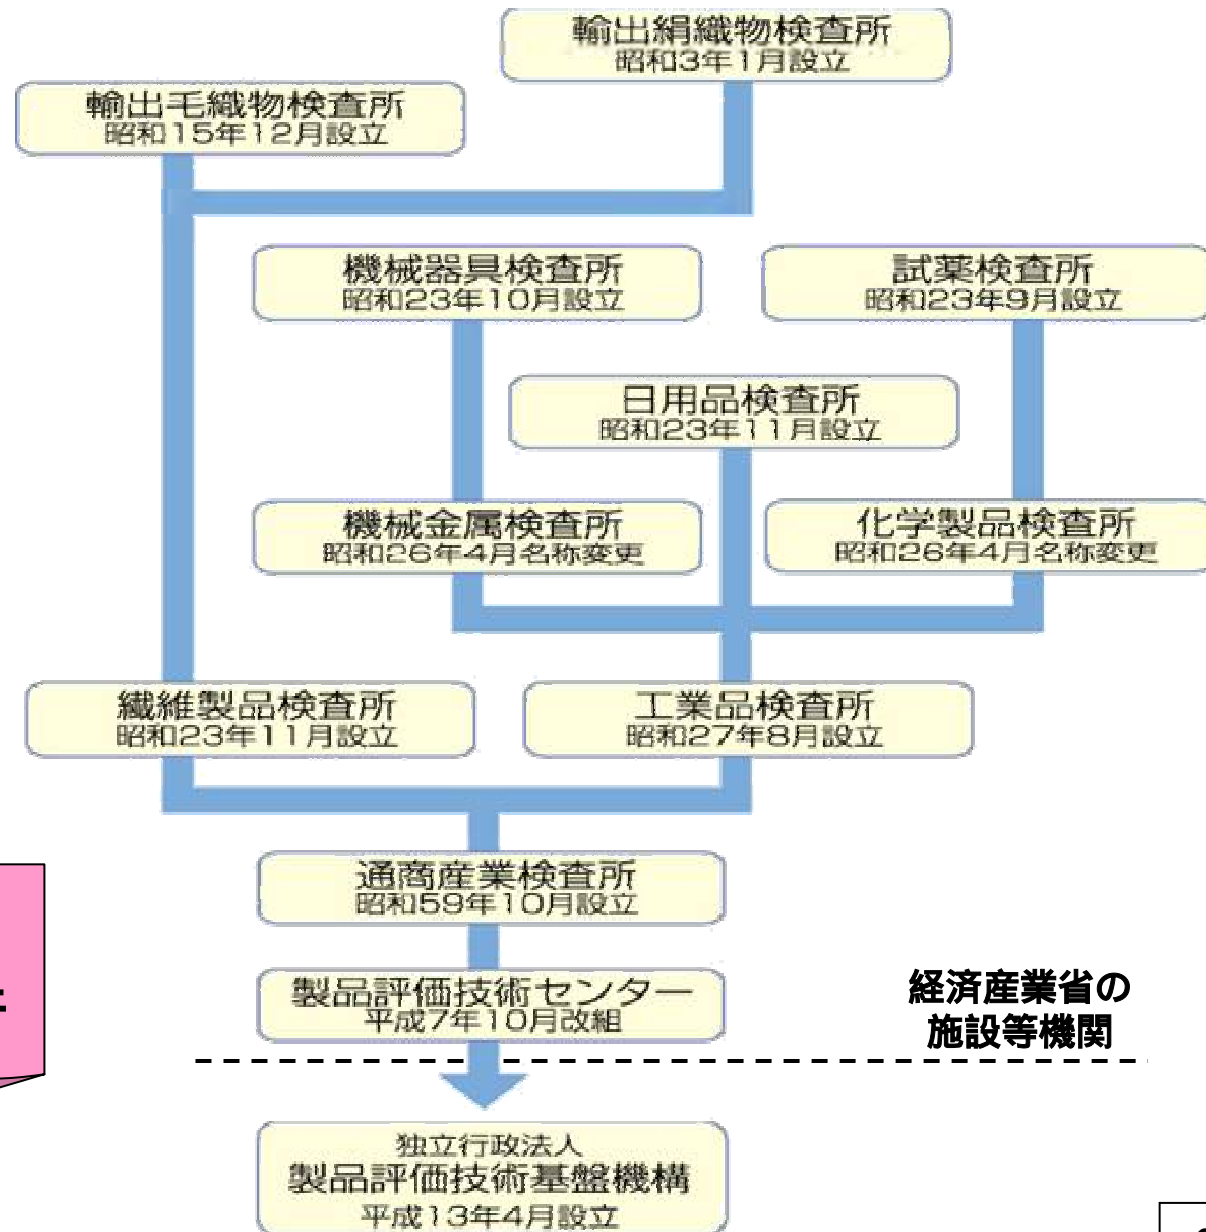 輸出絹織物検査所
昭和3年1月設立
輸出毛織物検査所
昭和15年12月設立
機械器具検査所
昭和23年10月設立
試薬検査所
昭和23年9月設立
日用品検査所
昭和23年11月設立
機械金属検査所
昭和26年4月名称変更
化学製品検査所
昭和26年4月名称変更
繊維製品検査所
昭和23年11月設立
工業品検査所
昭和27年8月設立
通商産業検査所
昭和59年10月設立
製品評価技術センター
平成7年10月改組
経済産業省の
施設等機関
独立行政法人
製品評価技術基盤機構
平成13年4月設立